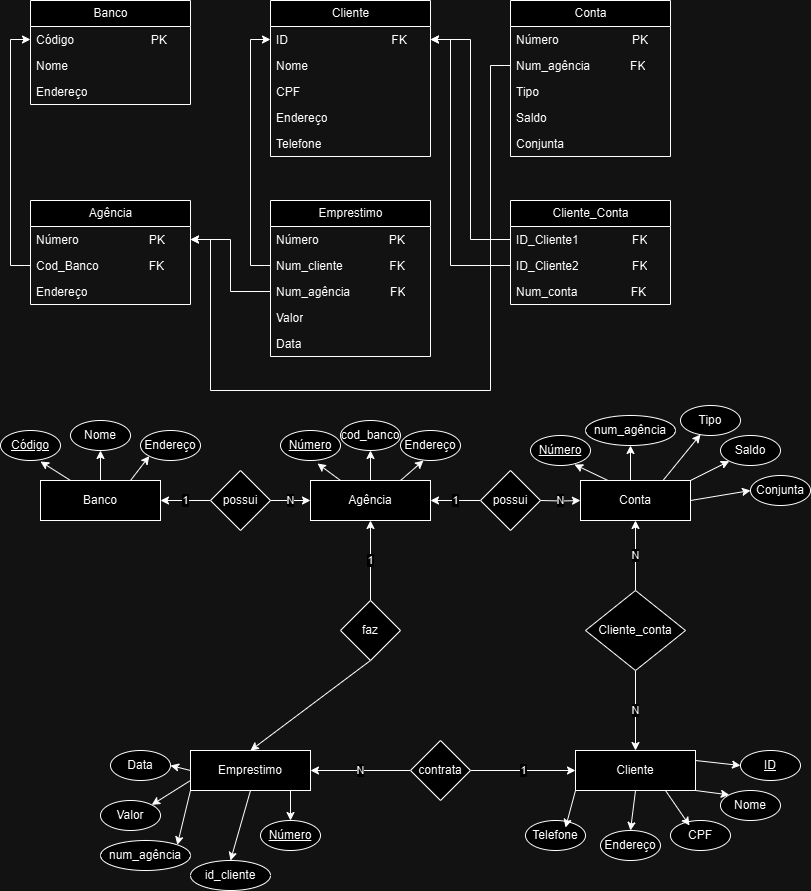 Banco
Código PK
Nome
Endereço
Cliente
ID FK
Nome
CPF
Endereço
Telefone
Conta
Número PK
Num_agência FK
Tipo
Saldo
Conjunta
Agência
Número PK
Cod_Banco FK
Endereço
Emprestimo
Número PK
Num_cliente FK
Num_agência FK
Valor
Data
Cliente_Conta
ID_Cliente1 FK
ID_Cliente2 FK
Num_conta FK
Código
Nome
Endereço
Número
cod_banco
Endereço
Número
num_agência
Tipo
Saldo
Conjunta
Banco
1
possui
N
Agência
1
possui
N
Conta
1
faz
N
Cliente_conta
N
Emprestimo
N
contrata
1
Cliente
Data
Valor
num_agência
id_cliente
Número
Telefone
Endereço
CPF
Nome
ID